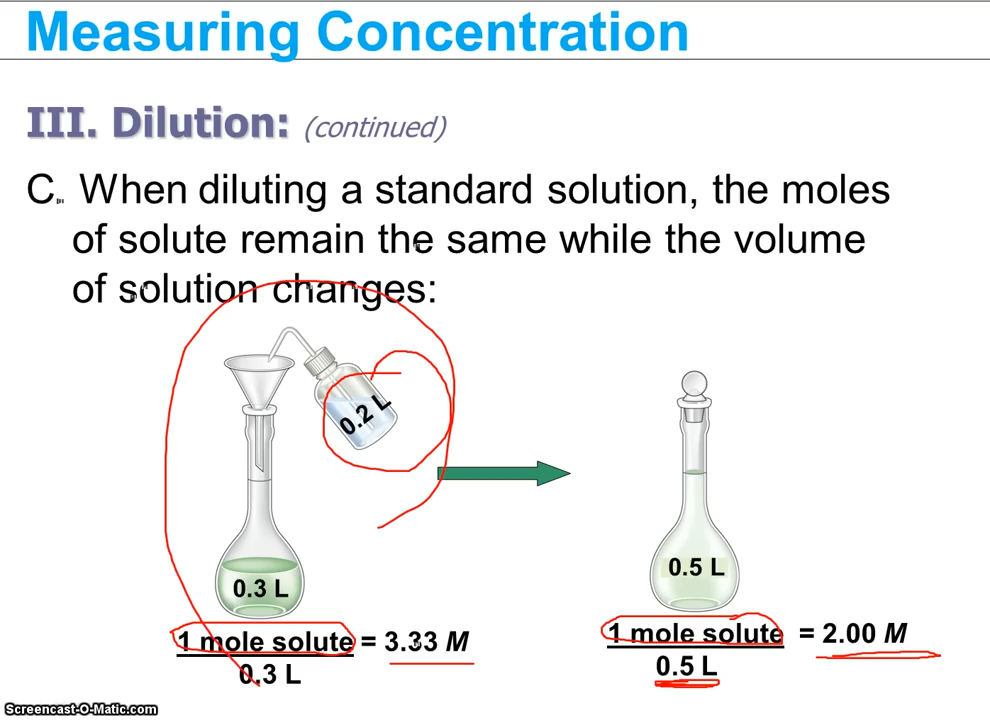 Measuring Concentration
III. Dilution: (continued)
C. When diluting a standard solution, the moles
of solute remain the same while the volume
of solution changes:
0.2 L
0.3 L
0.5 L
1 mole solute = 3.33 M
0.3 L
1 mole solute = 2.00 M
0.5 L
Screencast-O-Matic.com